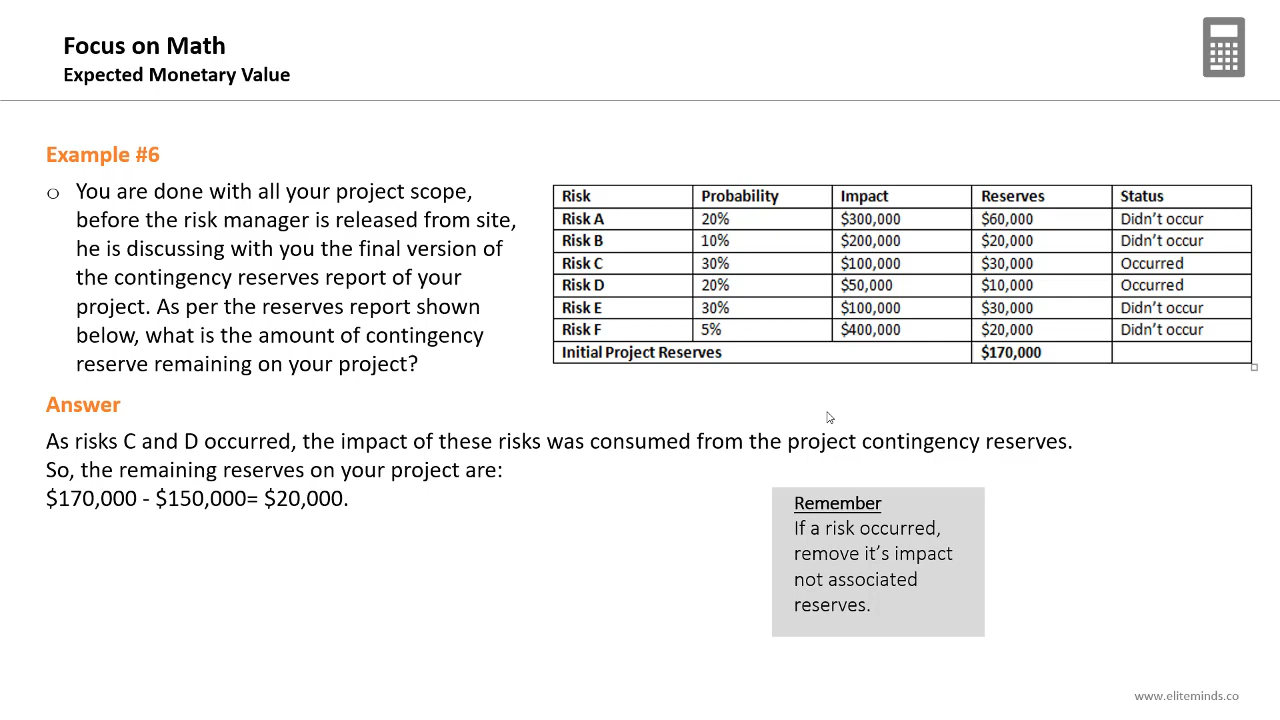 Focus on Math
Expected Monetary Value
Example #6
o You are done with all your project scope,
before the risk manager is released from site,
he is discussing with you the final version of
the contingency reserves report of your
project. As per the reserves report shown
below, what is the amount of contingency
reserve remaining on your project?
Risk Probability Impact Reserves Status
Risk A 20% $300,000 $60,000 Didn't occur
Risk B 10% $200,000 $20,000 Didn't occur
Risk C 30% $100,000 $30,000 Occurred
Risk D 20% $50,000 $10,000 Occurred
Risk E 30% $100,000 $30,000 Didn't occur
Risk F 5% $400,000 $20,000 Didn't occur
Initial Project Reserves $170,000
Answer
As risks C and D occurred, the impact of these risks was consumed from the project contingency reserves.
So, the remaining reserves on your project are:
$170,000 - $150,000= $20,000.
Remember
If a risk occurred,
remove it's impact
not associated
reserves.
www.eliteminds.co